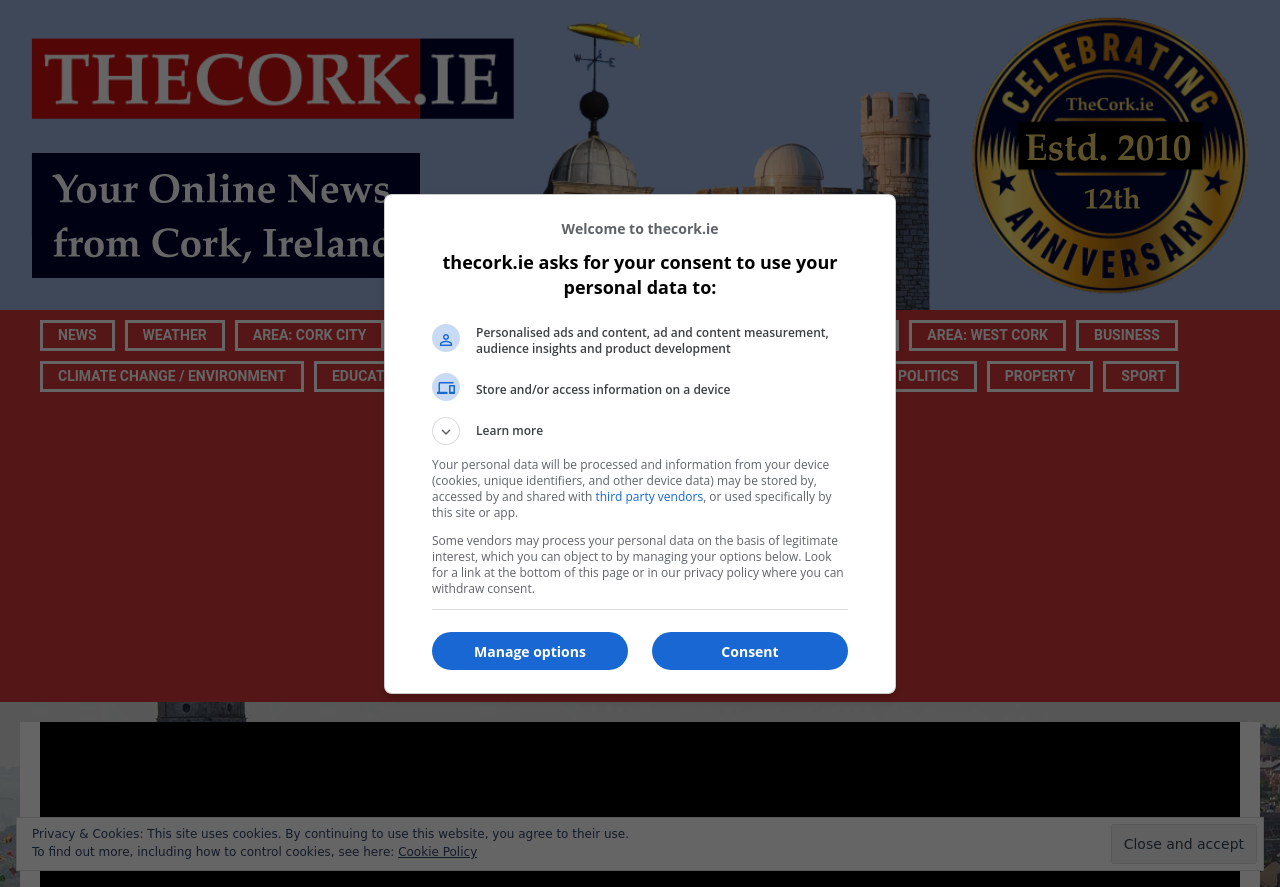 THECORK.IE
Your Online News
from Cork, Ireland
CELEBRATING
TheCork.ie
Estd. 2010
12th
ANNIVERSARY
NEWS
WEATHER
AREA: CORK CITY
AREA: WEST CORK
BUSINESS
CLIMATE CHANGE / ENVIRONMENT
EDUCAT
POLITICS
PROPERTY
SPORT
Welcome to thecork.ie
thecork.ie asks for your consent to use your
personal data to:
Personalised ads and content, ad and content measurement,
audience insights and product development
Store and/or access information on a device
Learn more
Your personal data will be processed and information from your device
(cookies, unique identifiers, and other device data) may be stored by,
accessed by and shared with third party vendors, or used specifically by
this site or app.
Some vendors may process your personal data on the basis of legitimate
interest, which you can object to by managing your options below. Look
for a link at the bottom of this page or in our privacy policy where you can
withdraw consent.
Manage options
Consent
Privacy & Cookies: This site uses cookies. By continuing to use this website, you agree to their use.
To find out more, including how to control cookies, see here: Cookie Policy
Close and accept